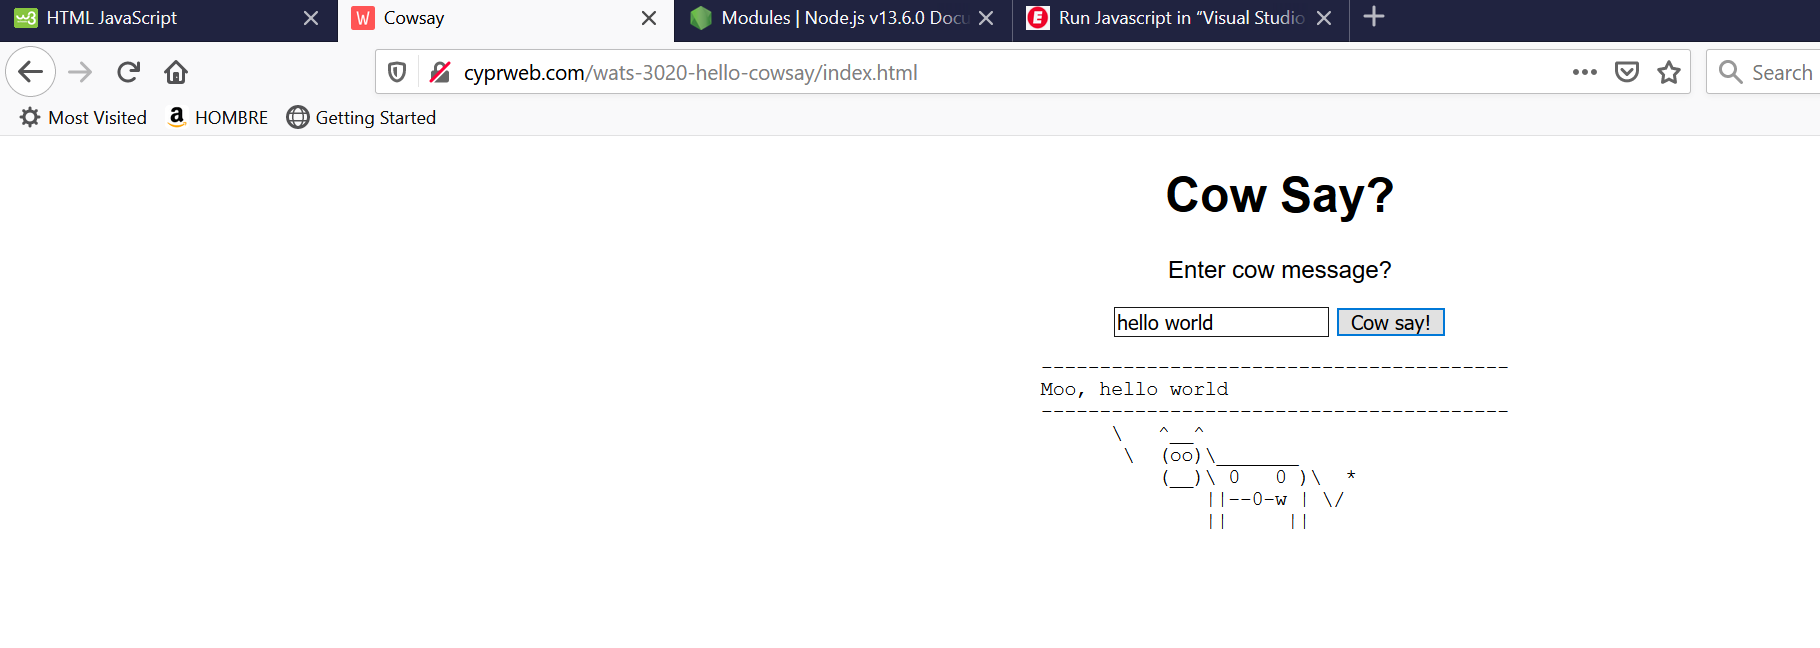 HTML JavaScript
Cowsay
Modules | Node.js v13.6.0 Docu
Run Javascript in “Visual Studio
cyprweb.com/wats-3020-hello-cowsay/index.html
Search
Most Visited
HOMBRE
Getting Started
Cow Say?
Enter cow message?
hello world
Cow say!
----------------------------------------
Moo, hello world
----------------------------------------
      \   ^__^
       \  (oo)\_______
          (__)\ 0   0 )\  *
              ||--0-w | \/
              ||     ||